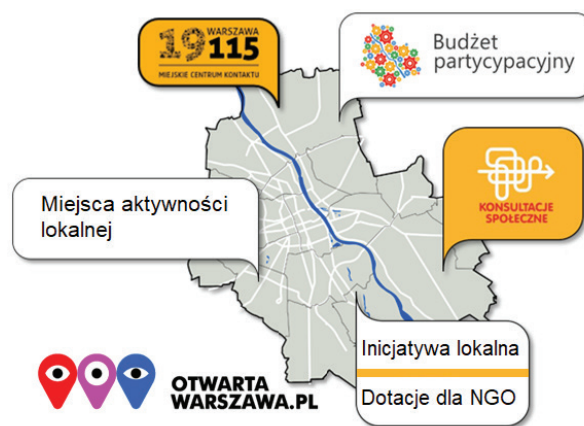 19 WARSZAWA
115
MIEJSKIE CENTRUM KONTAKTU
Budżet
partycypacyjny
KONSULTACJE
SPOŁECZNE
Miejsca aktywności
lokalnej
Inicjatywa lokalna
Dotacje dla NGO
OTWARTA
WARSZAWA.PL